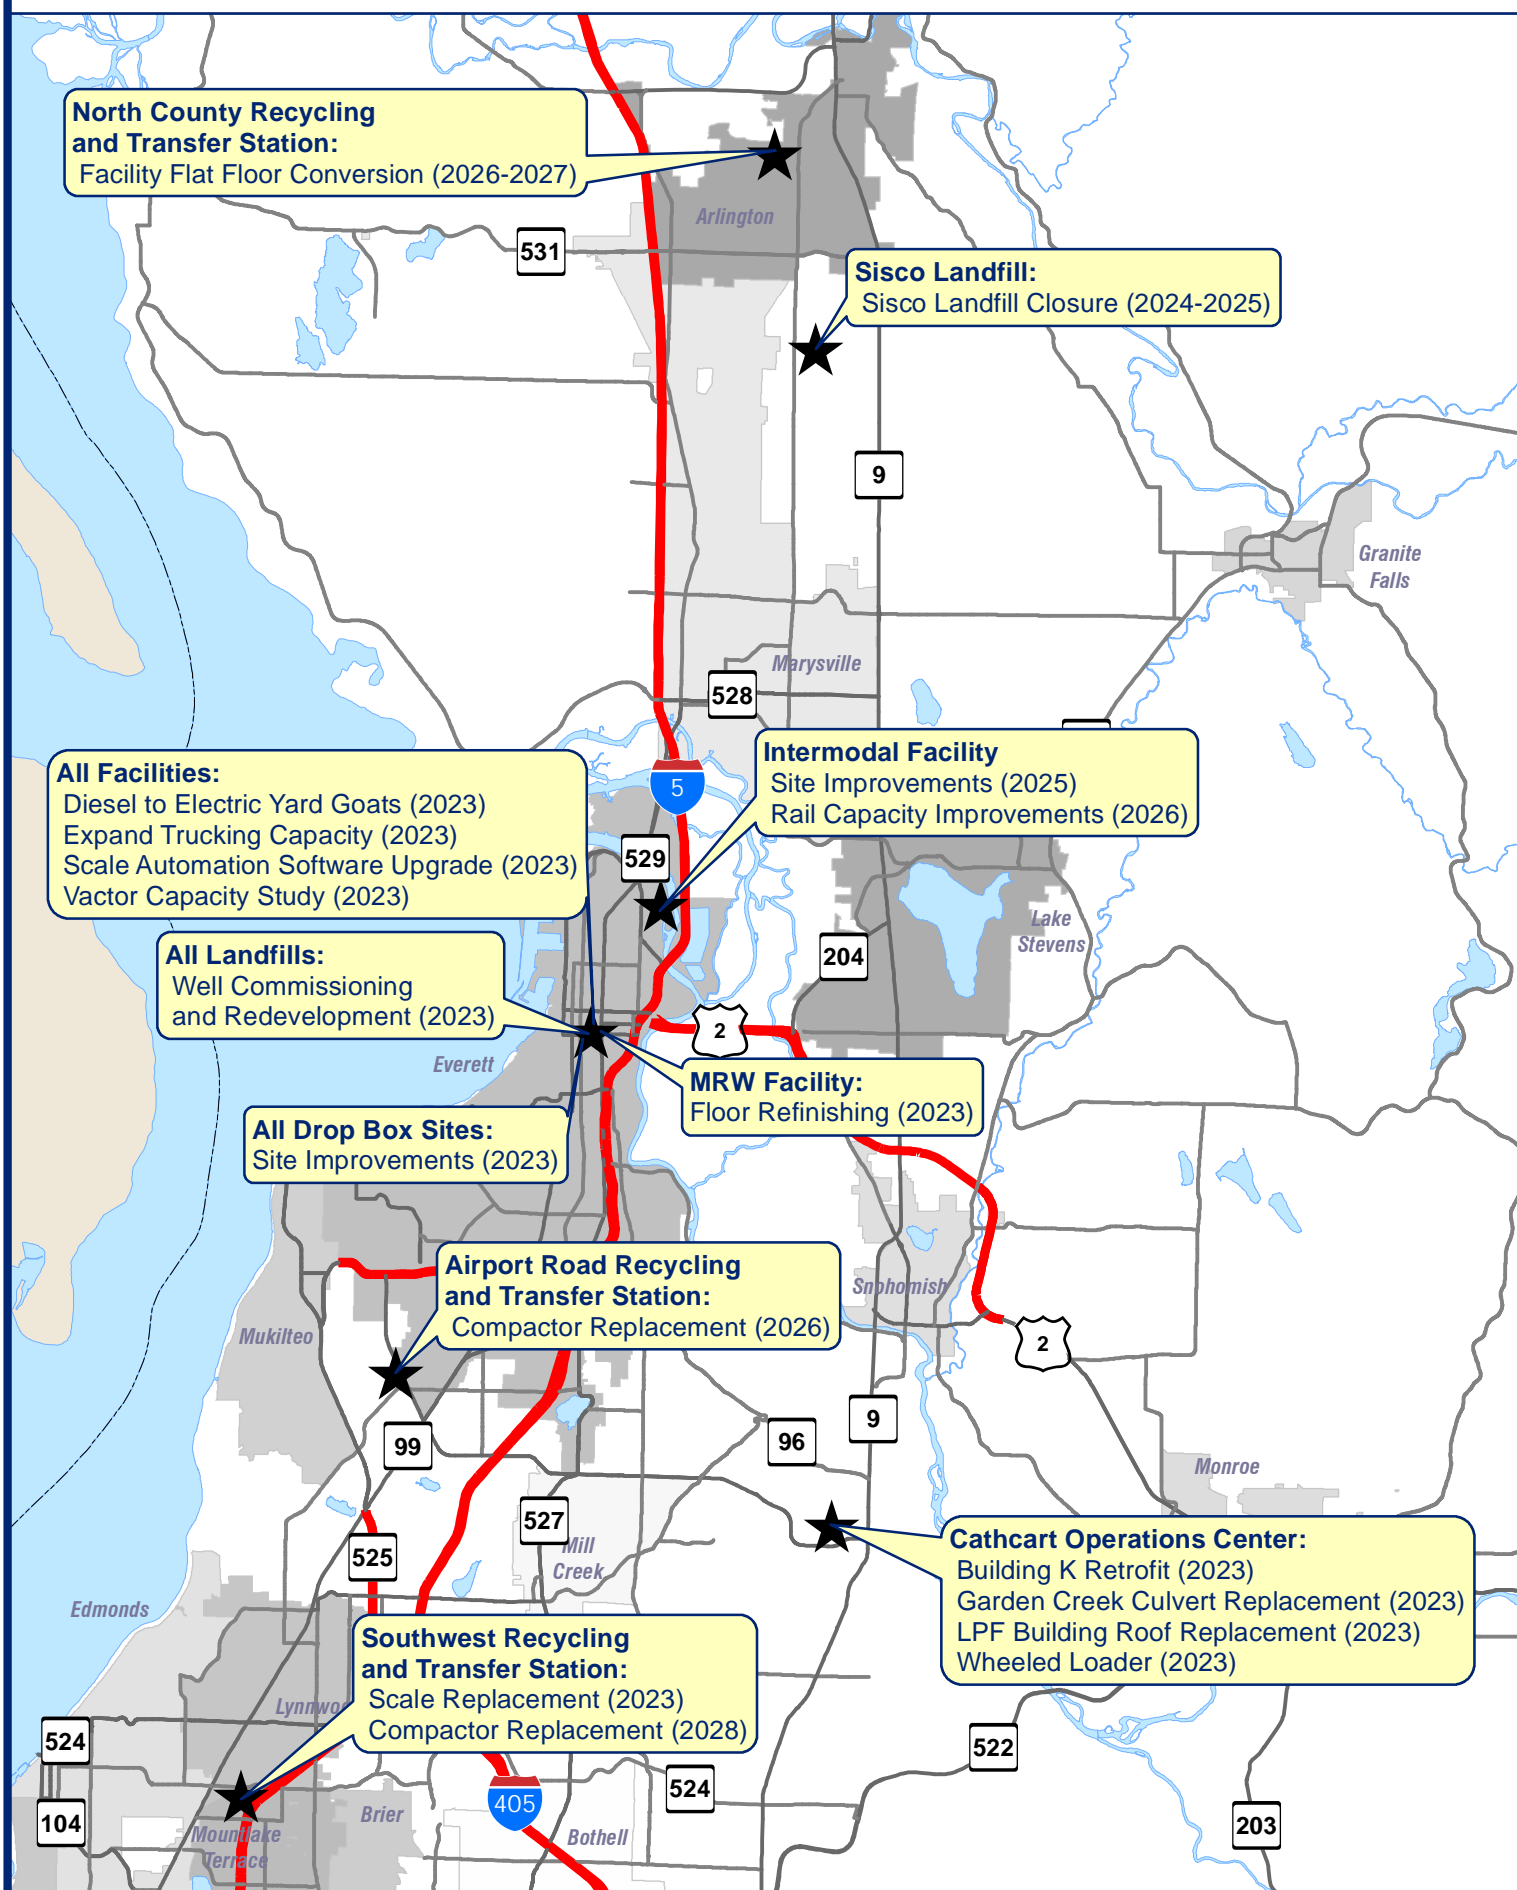 North County Recycling
and Transfer Station:
Facility Flat Floor Conversion (2026-2027)
Arlington
531
Sisco Landfill:
Sisco Landfill Closure (2024-2025)
9
Granite
Falls
Marysville
528
Intermodal Facility
Site Improvements (2025)
Rail Capacity Improvements (2026)
All Facilities:
Diesel to Electric Yard Goats (2023)
Expand Trucking Capacity (2023)
Scale Automation Software Upgrade (2023)
Vactor Capacity Study (2023)
5
529
Lake
Stevens
204
All Landfills:
Well Commissioning
and Redevelopment (2023)
2
Everett
MRW Facility:
Floor Refinishing (2023)
All Drop Box Sites:
Site Improvements (2023)
Airport Road Recycling
and Transfer Station:
Compactor Replacement (2026)
Snohomish
Mukilteo
2
9
99
96
Monroe
527
Mill
Creek
525
Cathcart Operations Center:
Building K Retrofit (2023)
Garden Creek Culvert Replacement (2023)
LPF Building Roof Replacement (2023)
Wheeled Loader (2023)
Edmonds
Southwest Recycling
and Transfer Station:
Scale Replacement (2023)
Compactor Replacement (2028)
Lynnwo
524
522
524
405
104
Brier
203
Mountlake
Terrace
Bothell